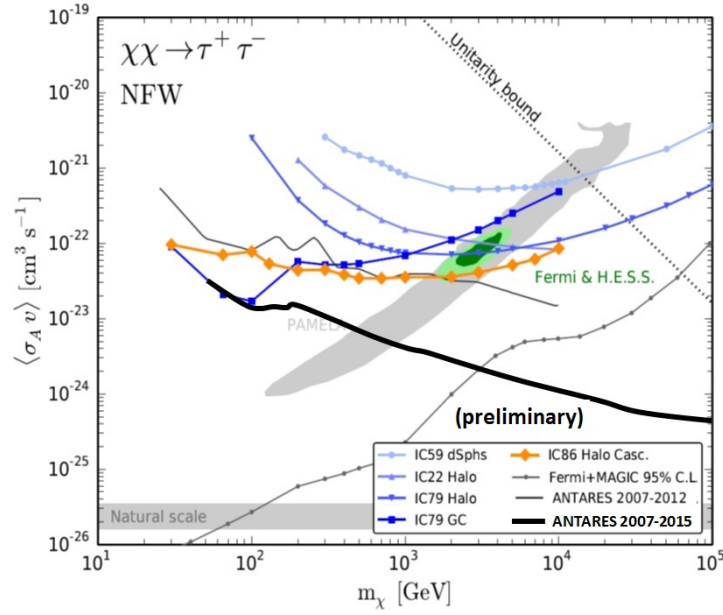 10⁻¹⁹
10⁻²⁰
10⁻²¹
10⁻²²
10⁻²³
10⁻²⁴
10⁻²⁵
10⁻²⁶
⟨σ_A v⟩ [cm³ s⁻¹]
χχ→τ⁺ τ⁻
NFW
Unitarity bound
Fermi & H.E.S.S.
PAMELA
(preliminary)
IC59 dSphs
IC22 Halo
IC79 Halo
IC79 GC
IC86 Halo Casc.
Fermi+MAGIC 95% C.L.
ANTARES 2007-2012
ANTARES 2007-2015
Natural scale
10¹ 10² 10³ 10⁴ 10⁵
m_χ [GeV]